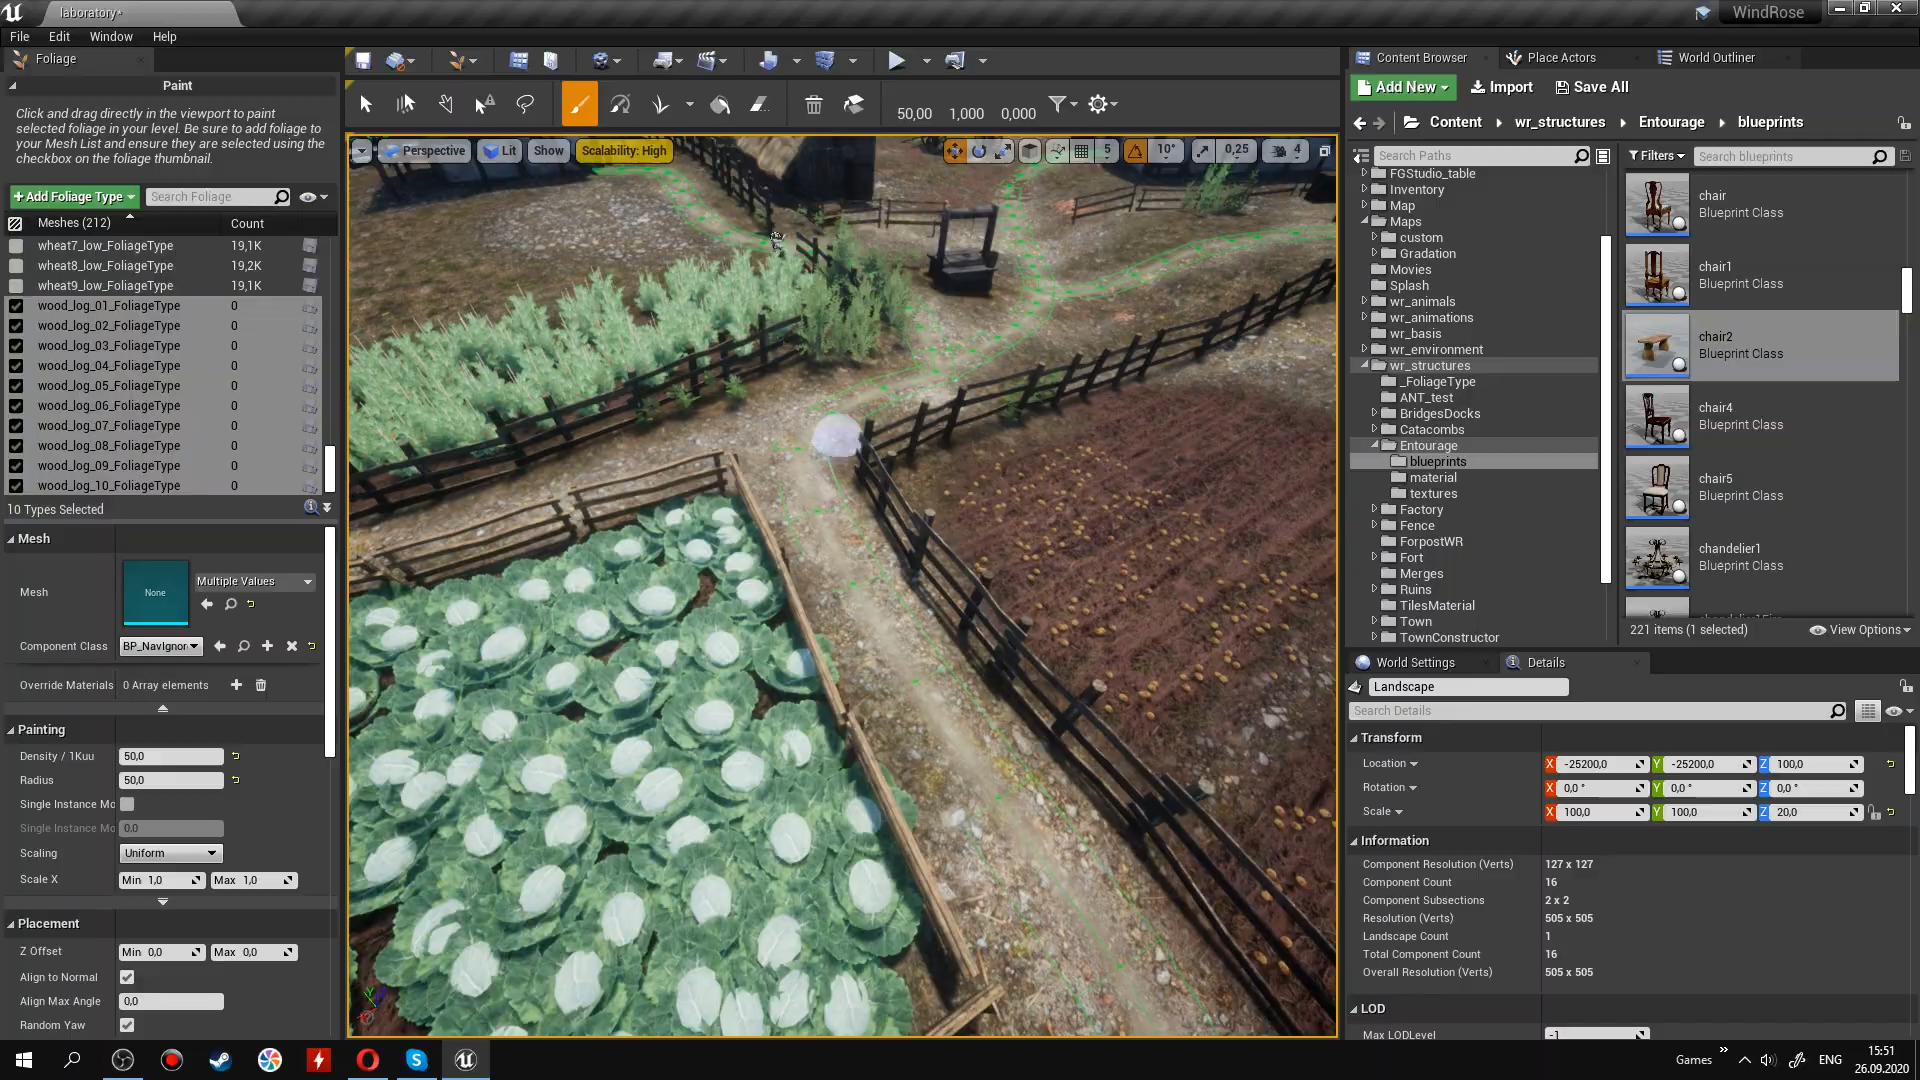 laboratory*
WindRose
File Edit Window Help
Foliage
Paint
Click and drag directly in the viewport to paint
selected foliage in your level. Be sure to add foliage to
your Mesh List and ensure they are selected using the
checkbox on the foliage thumbnail.
+Add Foliage Type
Search Foliage
Meshes (212) Count
wheat7_low_FoliageType 19,1K
wheat8_low_FoliageType 19,2K
wheat9_low_FoliageType 19,1K
wood_log_01_FoliageType 0
wood_log_02_FoliageType 0
wood_log_03_FoliageType 0
wood_log_04_FoliageType 0
wood_log_05_FoliageType 0
wood_log_06_FoliageType 0
wood_log_07_FoliageType 0
wood_log_08_FoliageType 0
wood_log_09_FoliageType 0
wood_log_10_FoliageType 0
10 Types Selected
Mesh
Mesh None Multiple Values
Component Class BP_NavIgnor
Override Materials 0 Array elements
Painting
Density / 1Kuu 50,0
Radius 50,0
Single Instance Mo
Single Instance Mo 0.0
Scaling Uniform
Scale X Min 1,0 Max 1,0
Placement
Z Offset Min 0,0 Max 0,0
Align to Normal
Align Max Angle 0,0
Random Yaw
50,00 1,000 0,000
Perspective Lit Show Scalability: High
5 10° 0,25 4
Content Browser Place Actors World Outliner
Add New Import Save All
Content wr_structures Entourage blueprints
Search Paths
FGStudio_table
Inventory
Map
Maps
custom
Gradation
Movies
Splash
wr_animals
wr_animations
wr_basis
wr_environment
wr_structures
_FoliageType
ANT_test
BridgesDocks
Catacombs
Entourage
blueprints
material
textures
Factory
Fence
ForpostWR
Fort
Merges
Ruins
TilesMaterial
Town
TownConstructor
Filters Search blueprints
chair
Blueprint Class
chair1
Blueprint Class
chair2
Blueprint Class
chair4
Blueprint Class
chair5
Blueprint Class
chandelier1
Blueprint Class
221 items (1 selected) View Options
World Settings Details
Landscape
Search Details
Transform
Location X -25200,0 Y -25200,0 Z 100,0
Rotation X 0,0 ° Y 0,0 ° Z 0,0 °
Scale X 100,0 Y 100,0 Z 20,0
Information
Component Resolution (Verts) 127 x 127
Component Count 16
Component Subsections 2 x 2
Resolution (Verts) 505 x 505
Landscape Count 1
Total Component Count 16
Overall Resolution (Verts) 505 x 505
LOD
Max LODLevel -1
Games ENG 15:51
26.09.2020